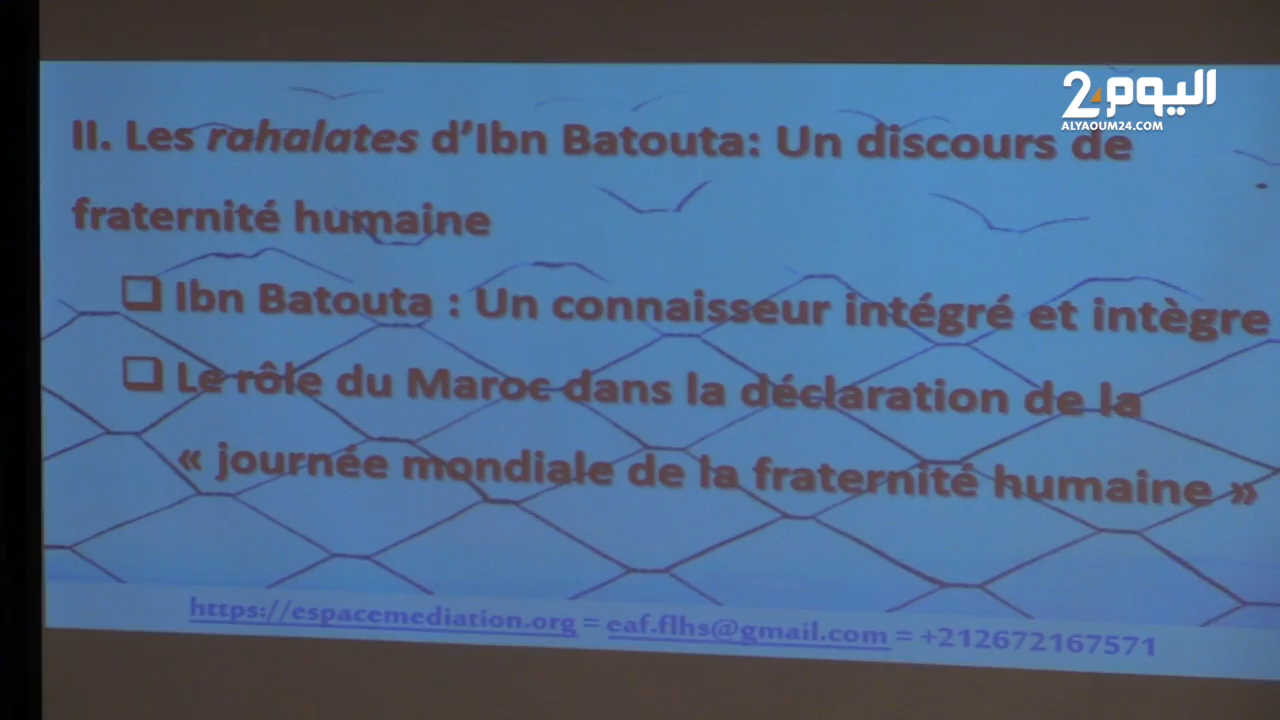 اليوم24
ALYAOUM24.COM
II. Les rahalates d’Ibn Batouta: Un discours de
fraternité humaine
❑ Ibn Batouta : Un connaisseur intégré et intègre
❑ Le rôle du Maroc dans la déclaration de la
« journée mondiale de la fraternité humaine »
https://espacemediation.org = eaf.flhs@gmail.com = +212672167571